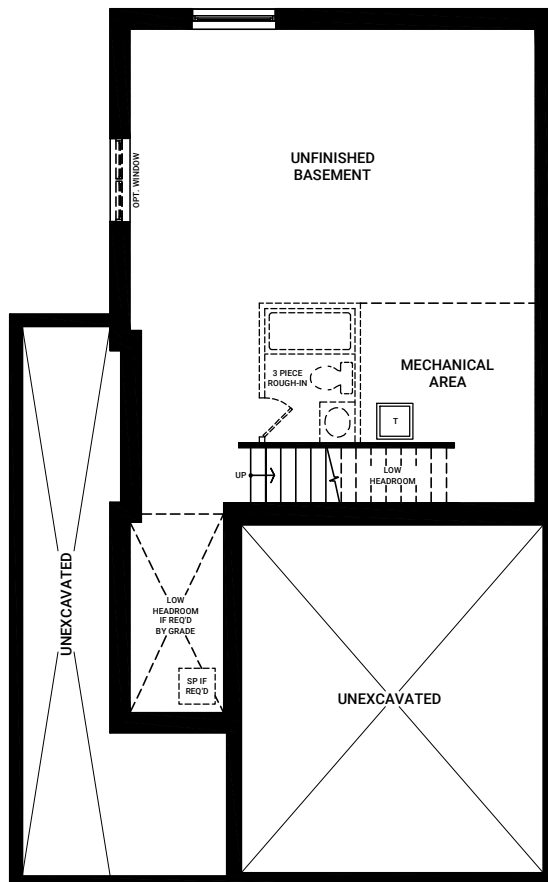 UNFINISHED
BASEMENT
OPT. WINDOW
3 PIECE
ROUGH-IN
MECHANICAL
AREA
T
UP
LOW
HEADROOM
UNEXCAVATED
LOW
HEADROOM
IF REQ'D
BY GRADE
SP IF
REQ'D
UNEXCAVATED